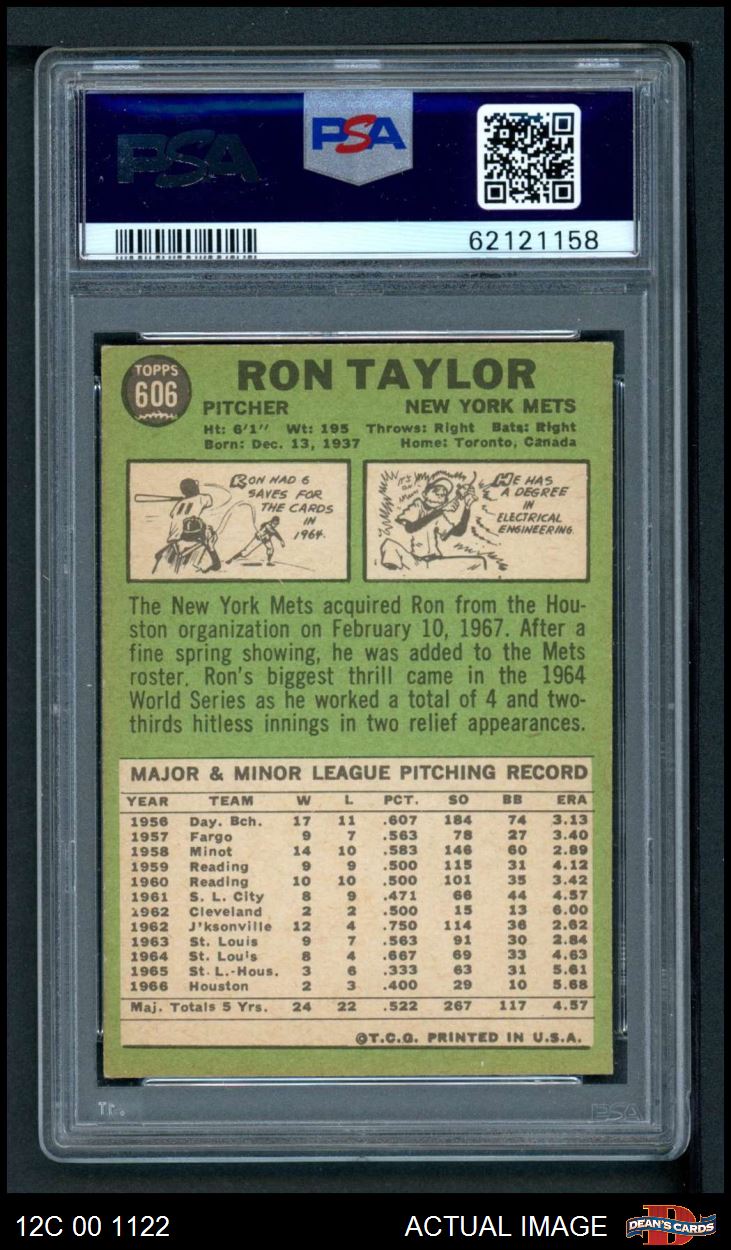 PSA
PSA
62121158
TOPPS
606
RON TAYLOR
PITCHER NEW YORK METS
Ht: 6'1" Wt: 195 Throws: Right Bats: Right
Born: Dec. 13, 1937 Home: Toronto, Canada
RON HAD 6
SAVES FOR
THE CARDS
IN
1964.
11
HE HAS
A DEGREE
IN
ELECTRICAL
ENGINEERING.
The New York Mets acquired Ron from the Hou-
ston organization on February 10, 1967. After a
fine spring showing, he was added to the Mets
roster. Ron's biggest thrill came in the 1964
World Series as he worked a total of 4 and two-
thirds hitless innings in two relief appearances.
MAJOR & MINOR LEAGUE PITCHING RECORD
YEAR TEAM W L PCT. SO BB ERA
1956 Day. Bch. 17 11 .607 184 74 3.13
1957 Fargo 9 7 .563 78 27 3.40
1958 Minot 14 10 .583 146 60 2.89
1959 Reading 9 9 .500 115 31 4.12
1960 Reading 10 10 .500 101 35 3.42
1961 S. L. City 8 9 .471 66 44 4.57
1962 Cleveland 2 2 .500 15 13 6.00
1962 J'ksonville 12 4 .750 114 36 2.62
1963 St. Louis 9 7 .563 91 30 2.84
1964 St. Louis 8 4 .667 69 33 4.63
1965 St. L.-Hous. 3 6 .333 63 31 5.61
1966 Houston 2 3 .400 29 10 5.68
Maj. Totals 5 Yrs. 24 22 .522 267 117 4.57
©T.C.G. PRINTED IN U.S.A.
PSA
12C 00 1122 ACTUAL IMAGE
DEAN'S CARDS